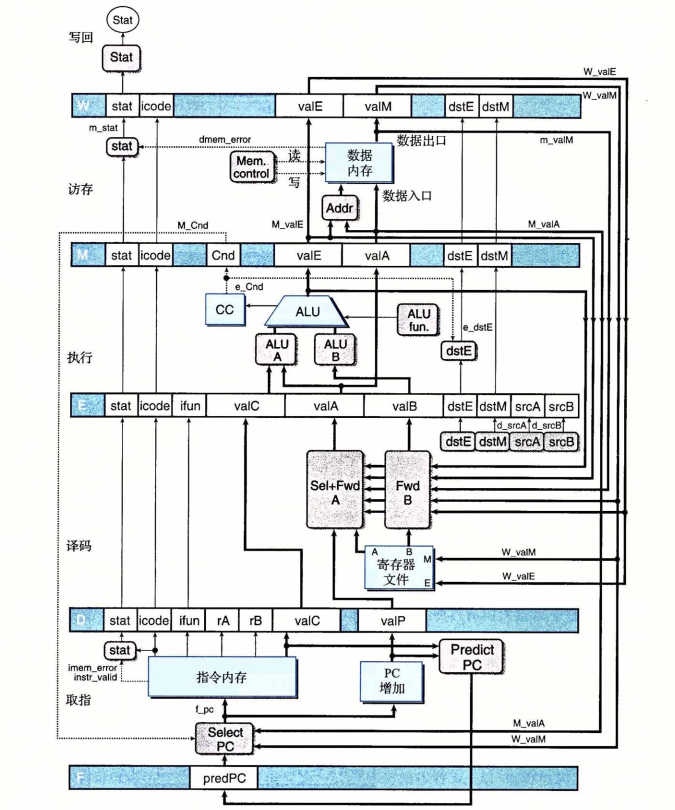 Stat
写回
Stat
W_valE
W stat icode valE valM dstE dstM
W_valM
m_stat
dmem_error
数据出口
m_valM
stat
Mem. control
读
写
数据
内存
访存
Addr
数据入口
M_Cnd
M_valE
M_valA
M stat icode Cnd valE valA dstE dstM
e_Cnd
CC
ALU
ALU
fun.
e_dstE
ALU
A
ALU
B
dstE
执行
E stat icode ifun valC valA valB dstE dstM srcA srcB
d_srcA d_srcB
dstE dstM srcA srcB
Sel+Fwd
A
Fwd
B
译码
A B
M
E
寄存器
文件
W_valM
W_valE
D stat icode ifun rA rB valC valP
stat
Predict
PC
imem_error
instr_valid
指令内存
PC
增加
取指
f_pc
M_valA
Select
PC
W_valM
F predPC